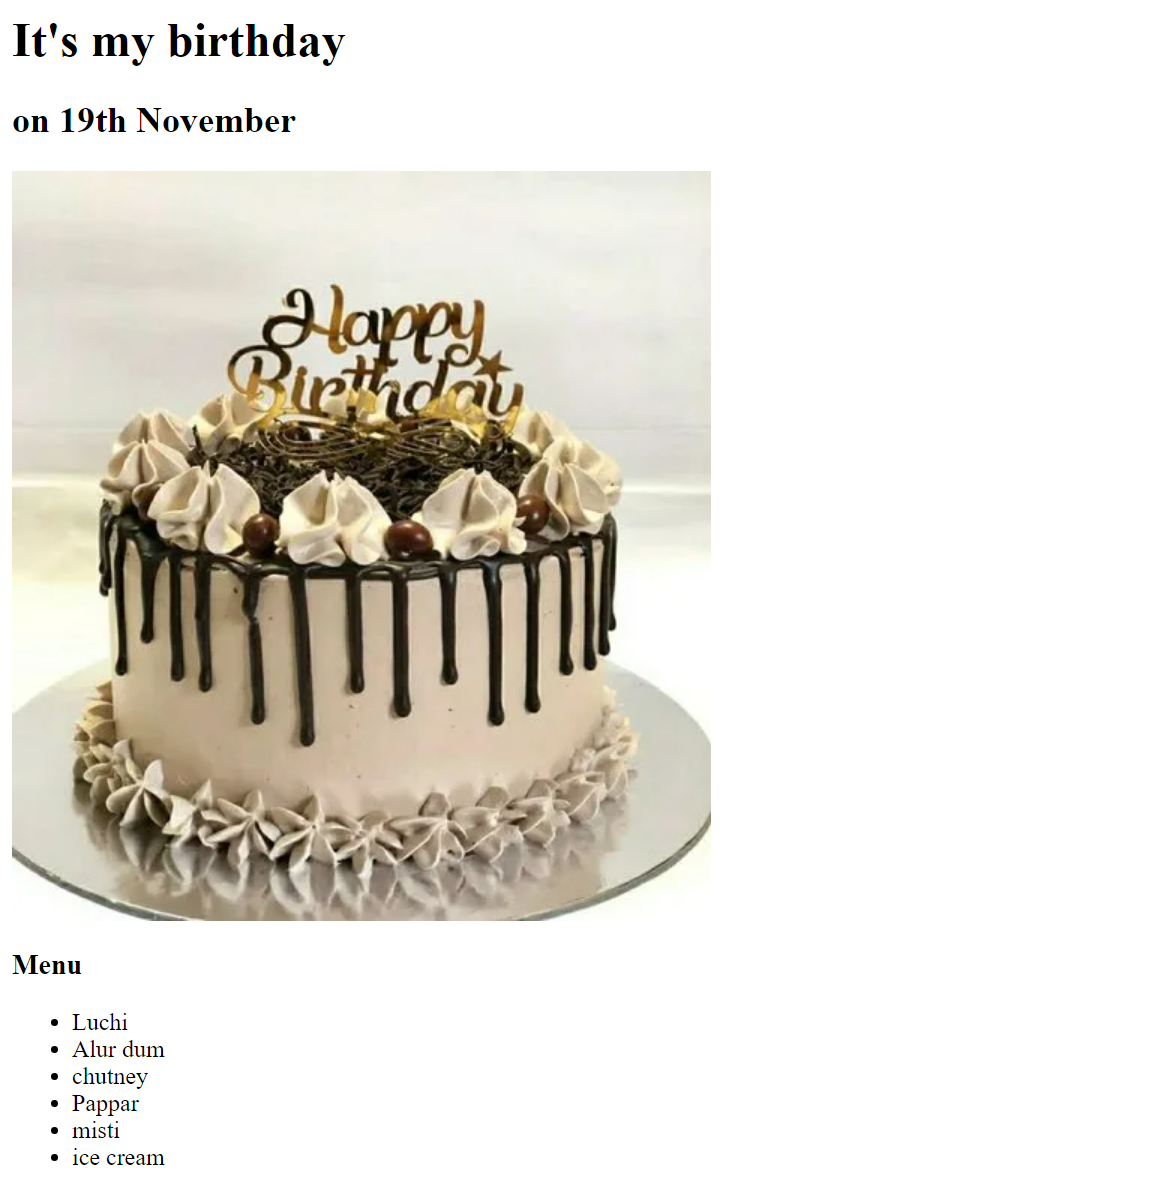 It's my birthday
on 19th November
Happy
Birthday
Menu
Luchi
Alur dum
chutney
Pappar
misti
ice cream